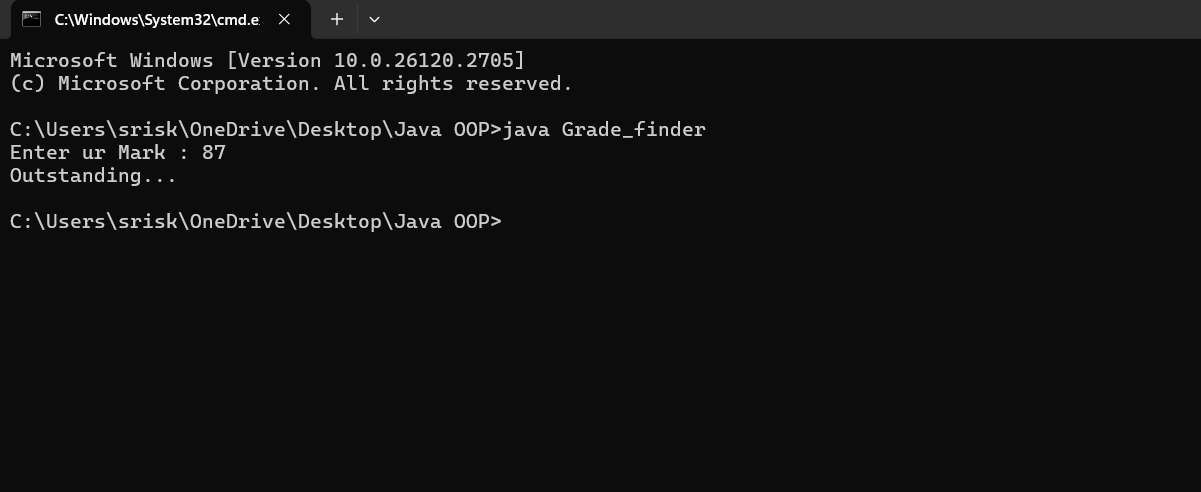 C:\Windows\System32\cmd.e
Microsoft Windows [Version 10.0.26120.2705]
(c) Microsoft Corporation. All rights reserved.
C:\Users\srisk\OneDrive\Desktop\Java OOP>java Grade_finder
Enter ur Mark : 87
Outstanding...
C:\Users\srisk\OneDrive\Desktop\Java OOP>